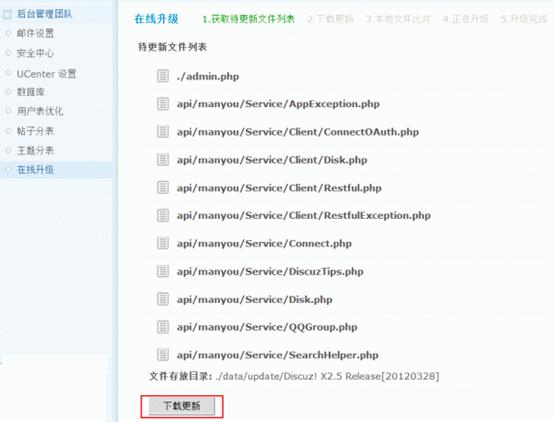 后台管理团队
邮件设置
安全中心
UCenter 设置
数据库
用户表优化
帖子分表
主题分表
在线升级
在线升级 1.获取待更新文件列表 2.下载更新 3.本地文件比对 4.正在升级 5.升级完成
待更新文件列表
./admin.php
api/manyou/Service/AppException.php
api/manyou/Service/Client/ConnectOAuth.php
api/manyou/Service/Client/Disk.php
api/manyou/Service/Client/Restful.php
api/manyou/Service/Client/RestfulException.php
api/manyou/Service/Connect.php
api/manyou/Service/DiscuzTips.php
api/manyou/Service/Disk.php
api/manyou/Service/QQGroup.php
api/manyou/Service/SearchHelper.php
文件存放目录: ./data/update/Discuz! X2.5 Release[20120328]
下载更新